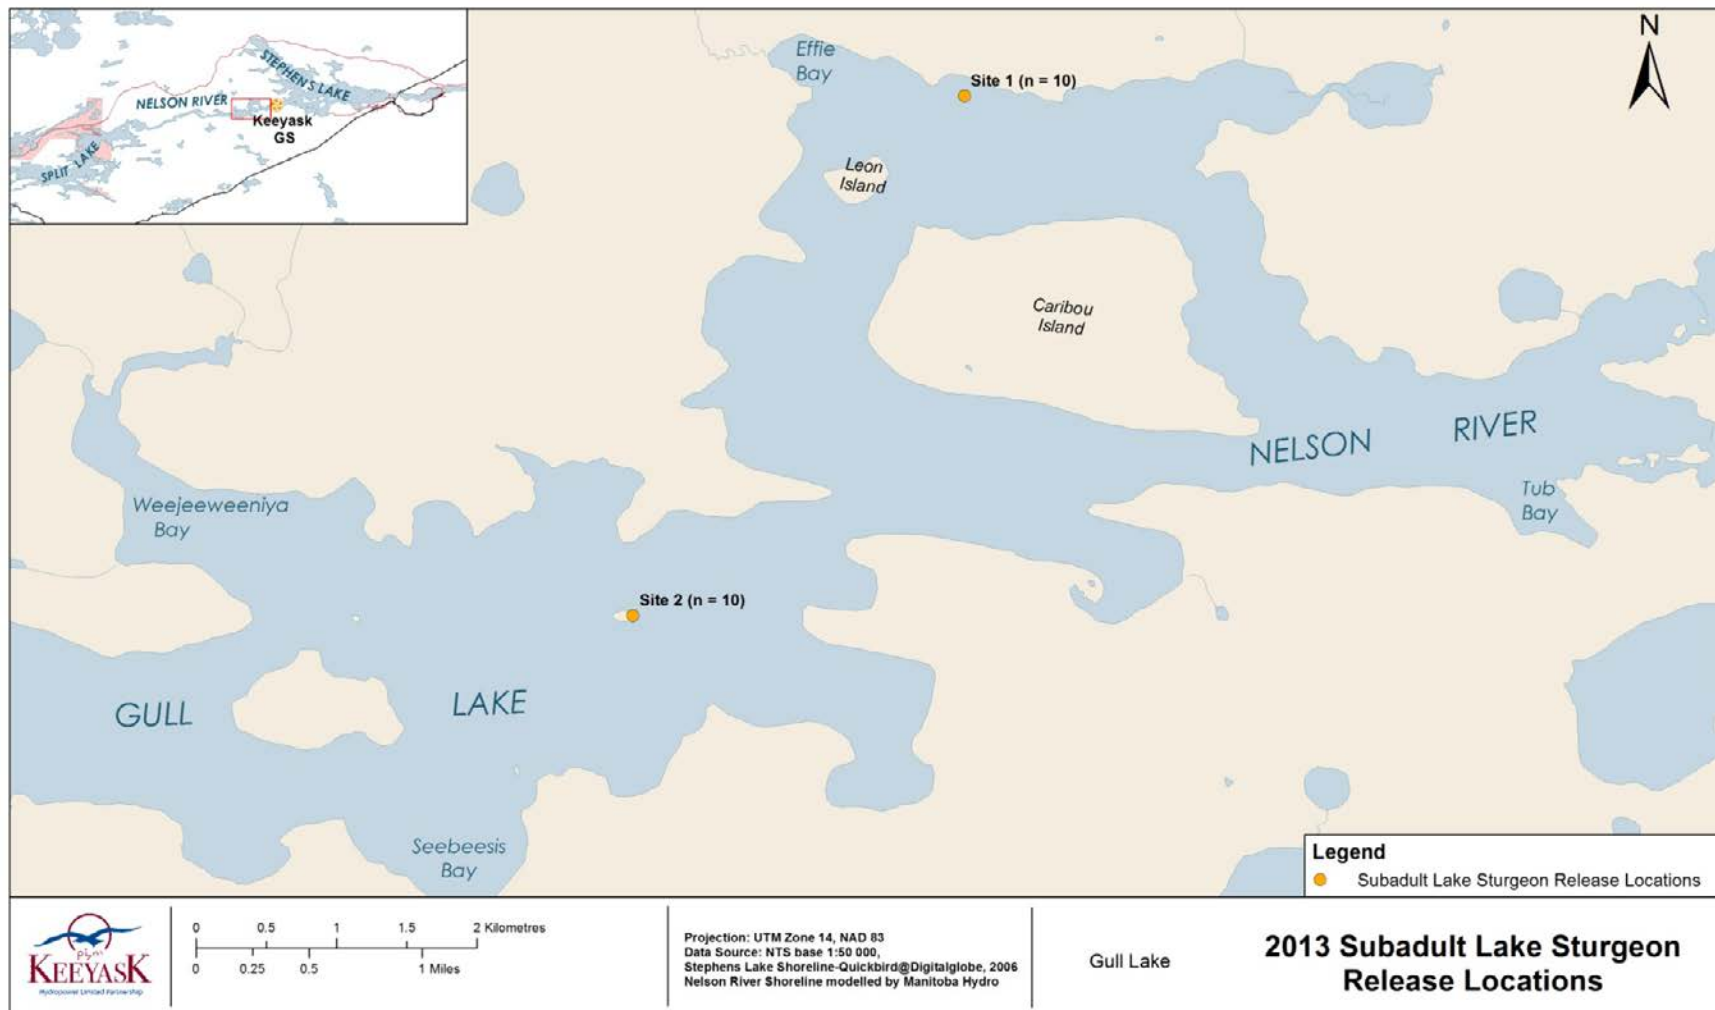 STEPHENS LAKE
NELSON RIVER
Keeyask
GS
SPLIT LAKE
Effie
Bay
Site 1 (n = 10)
N
Leon
Island
Caribou
Island
NELSON RIVER
Tub
Bay
Weejeeweeniya
Bay
Site 2 (n = 10)
GULL LAKE
Seebeesis
Bay
Legend
Subadult Lake Sturgeon Release Locations
KEEYASK
Hydropower Limited Partnership
0 0.5 1 1.5 2 Kilometres
0 0.25 0.5 1 Miles
Projection: UTM Zone 14, NAD 83
Data Source: NTS base 1:50 000,
Stephens Lake Shoreline-Quickbird@Digitalglobe, 2006
Nelson River Shoreline modelled by Manitoba Hydro
Gull Lake
2013 Subadult Lake Sturgeon
Release Locations